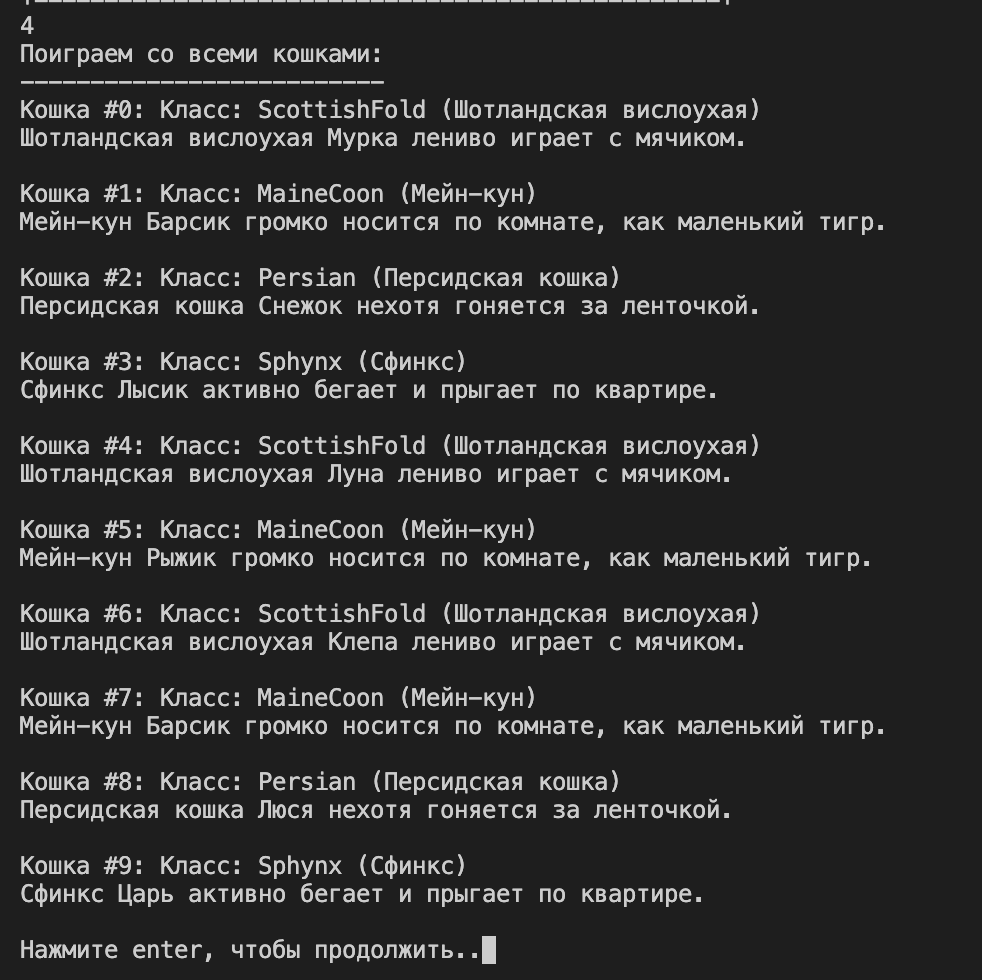 4
Поиграем со всеми кошками:
--------------------------
Кошка #0: Класс: ScottishFold (Шотландская вислоухая)
Шотландская вислоухая Мурка лениво играет с мячиком.
Кошка #1: Класс: MaineCoon (Мейн-кун)
Мейн-кун Барсик громко носится по комнате, как маленький тигр.
Кошка #2: Класс: Persian (Персидская кошка)
Персидская кошка Снежок нехотя гоняется за ленточкой.
Кошка #3: Класс: Sphynx (Сфинкс)
Сфинкс Лысик активно бегает и прыгает по квартире.
Кошка #4: Класс: ScottishFold (Шотландская вислоухая)
Шотландская вислоухая Луна лениво играет с мячиком.
Кошка #5: Класс: MaineCoon (Мейн-кун)
Мейн-кун Рыжик громко носится по комнате, как маленький тигр.
Кошка #6: Класс: ScottishFold (Шотландская вислоухая)
Шотландская вислоухая Клепа лениво играет с мячиком.
Кошка #7: Класс: MaineCoon (Мейн-кун)
Мейн-кун Барсик громко носится по комнате, как маленький тигр.
Кошка #8: Класс: Persian (Персидская кошка)
Персидская кошка Люся нехотя гоняется за ленточкой.
Кошка #9: Класс: Sphynx (Сфинкс)
Сфинкс Царь активно бегает и прыгает по квартире.
Нажмите enter, чтобы продолжить..